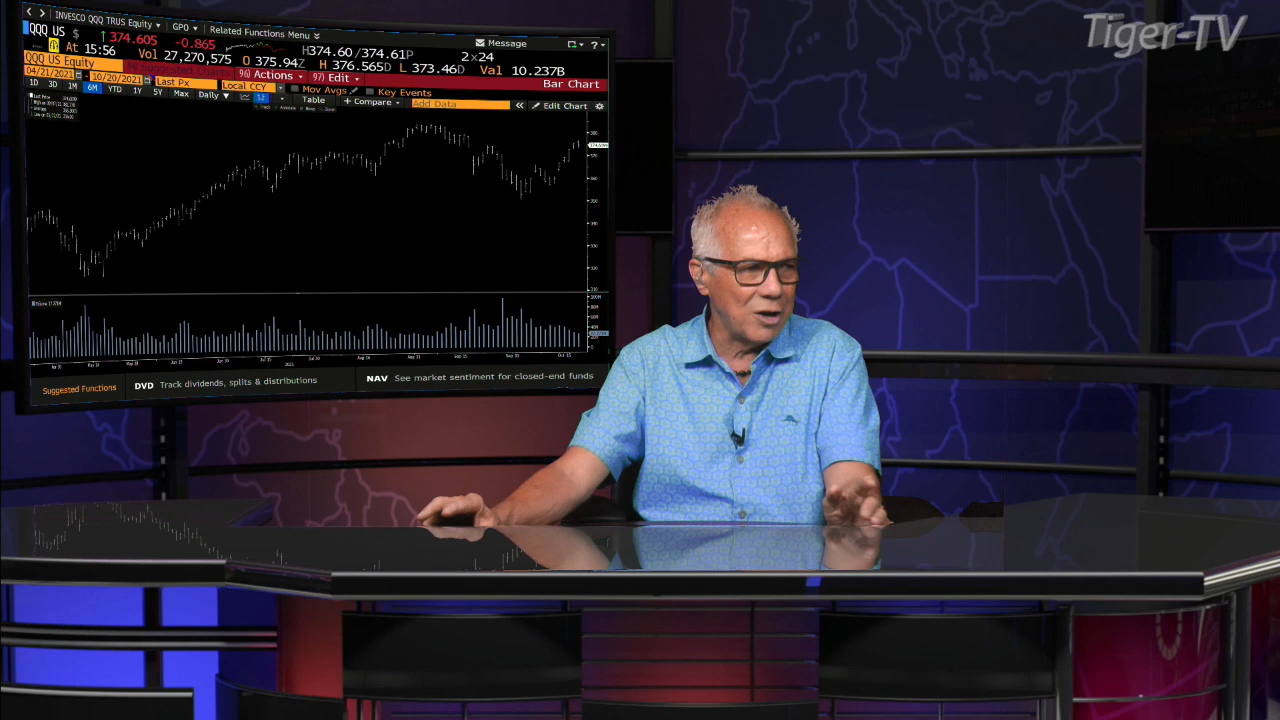 Tiger-TV
INVESCO QQQ TRUS Equity GPO Related Functions Menu
QQQ US $ ↑374.605 -0.865 H374.60/374.61P 2x24 Message
At 15:56 Vol 27,270,575 O 375.94Z H 376.565D L 373.46D Val 10.237B
QQQ US Equity 96) Actions 97) Edit Bar Chart
04/21/2021 - 10/20/2021 Last Px Local CCY Mov Avgs Key Events
1D 3D 1M 6M YTD 1Y 5Y Max Daily Table + Compare Add Data « Edit Chart
Suggested Functions DVD Track dividends, splits & distributions NAV See market sentiment for closed-end funds